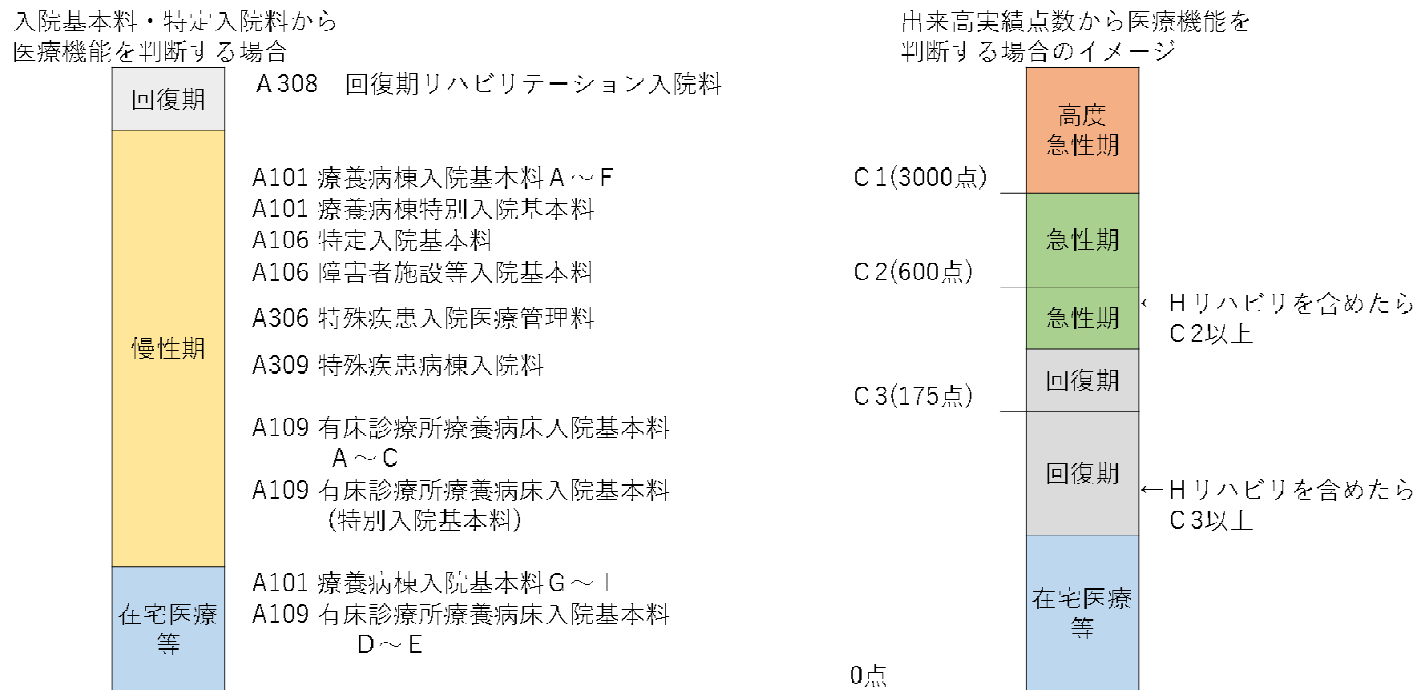 入院基本料・特定入院料から
医療機能を判断する場合
回復期
A308 回復期リハビリテーション入院料
慢性期
A101 療養病棟入院基本料A～F
A101 療養病棟特別入院基本料
A106 特定入院基本料
A106 障害者施設等入院基本料
A306 特殊疾患入院医療管理料
A309 特殊疾患病棟入院料
A109 有床診療所療養病床入院基本料
A～C
A109 有床診療所療養病床入院基本料
(特別入院基本料)
在宅医療
等
A101 療養病棟入院基本料G～I
A109 有床診療所療養病床入院基本料
D～E
出来高実績点数から医療機能を
判断する場合のイメージ
高度
急性期
C1(3000点)
急性期
C2(600点)
急性期
←Hリハビリを含めたら
C2以上
回復期
C3(175点)
回復期
←Hリハビリを含めたら
C3以上
在宅医療
等
0点